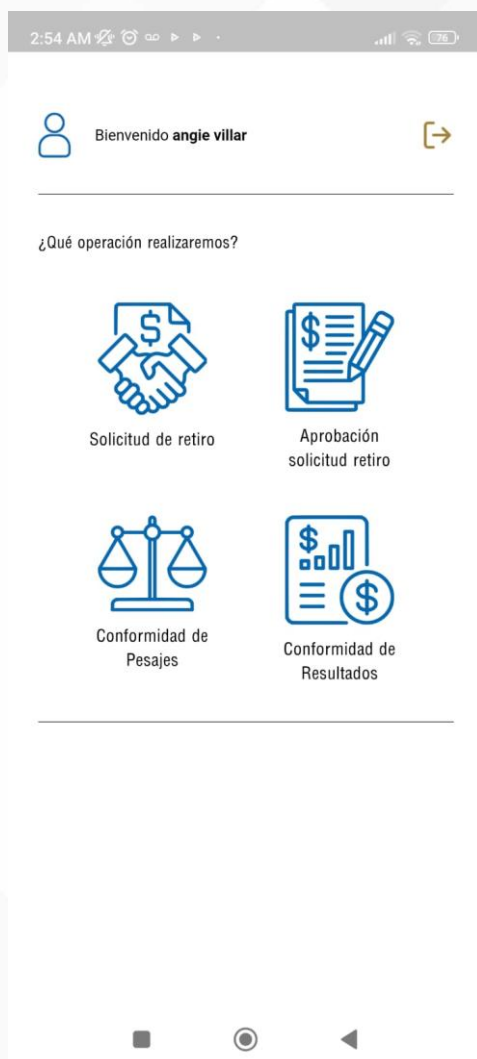 2:54 AM
76
Bienvenido angie villar
¿Qué operación realizaremos?
$
$
Solicitud de retiro
Aprobación
solicitud retiro
$
$
Conformidad de
Pesajes
Conformidad de
Resultados